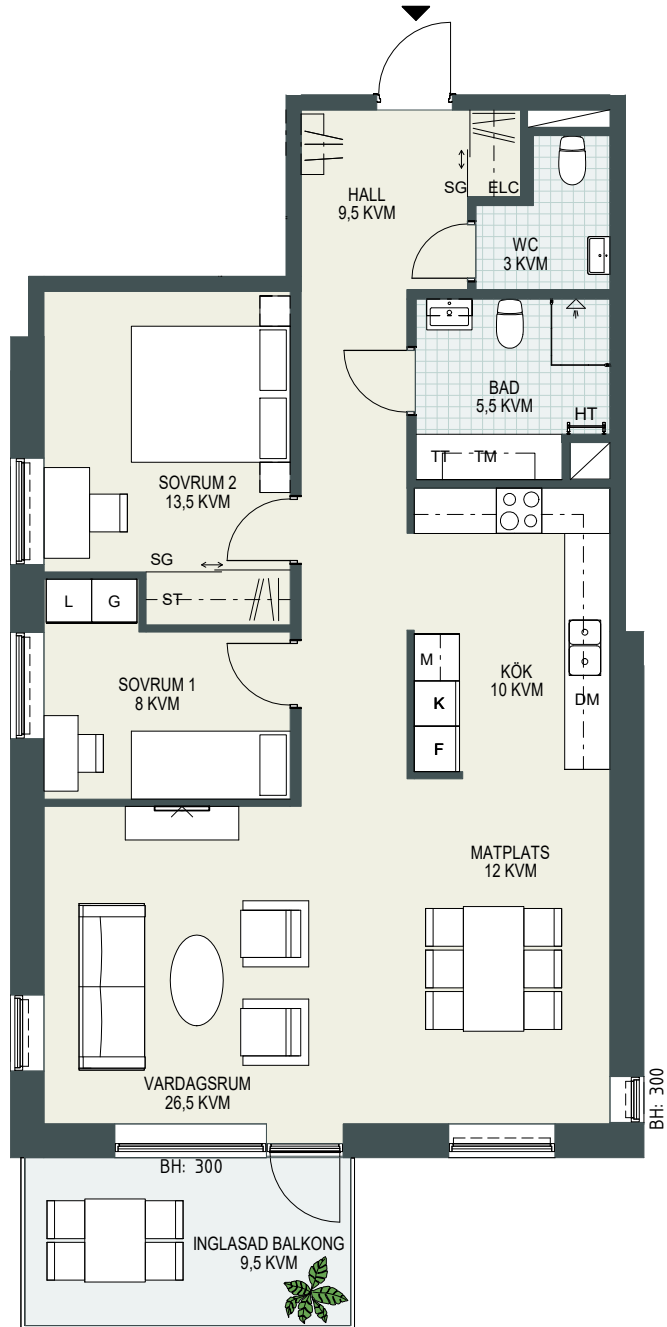 HALL
9,5 KVM
SG
ELC
WC
3 KVM
BAD
5,5 KVM
HT
TT
TM
SOVRUM 2
13,5 KVM
SG
ST
L
G
SOVRUM 1
8 KVM
M
K
F
KÖK
10 KVM
DM
MATPLATS
12 KVM
VARDAGSRUM
26,5 KVM
BH: 300
BH: 300
INGLASAD BALKONG
9,5 KVM